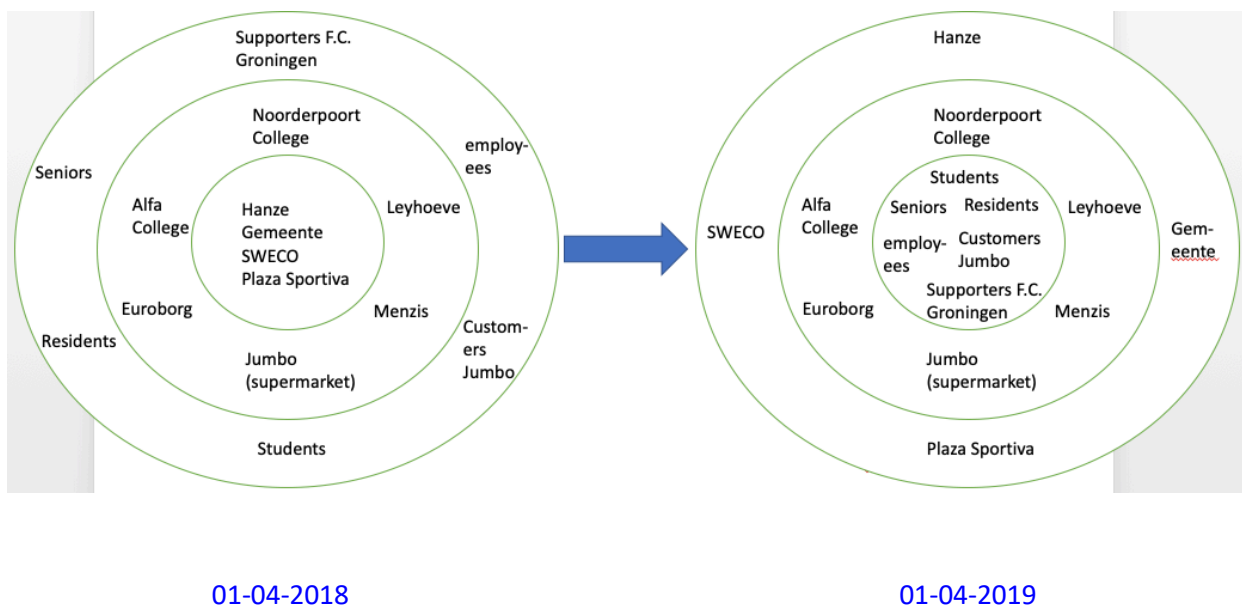 Supporters F.C.
Groningen
Noorderpoort
College
employ-
ees
Seniors
Alfa
College
Leyhoeve
Hanze
Gemeente
SWECO
Plaza Sportiva
Euroborg
Menzis
Residents
Custom-
ers
Jumbo
Jumbo
(supermarket)
Students
01-04-2018
Hanze
Noorderpoort
College
Students
Seniors
Residents
Alfa
College
Leyhoeve
SWECO
Gem-
eente
employ-
ees
Customers
Jumbo
Supporters F.C.
Groningen
Euroborg
Menzis
Jumbo
(supermarket)
Plaza Sportiva
01-04-2019